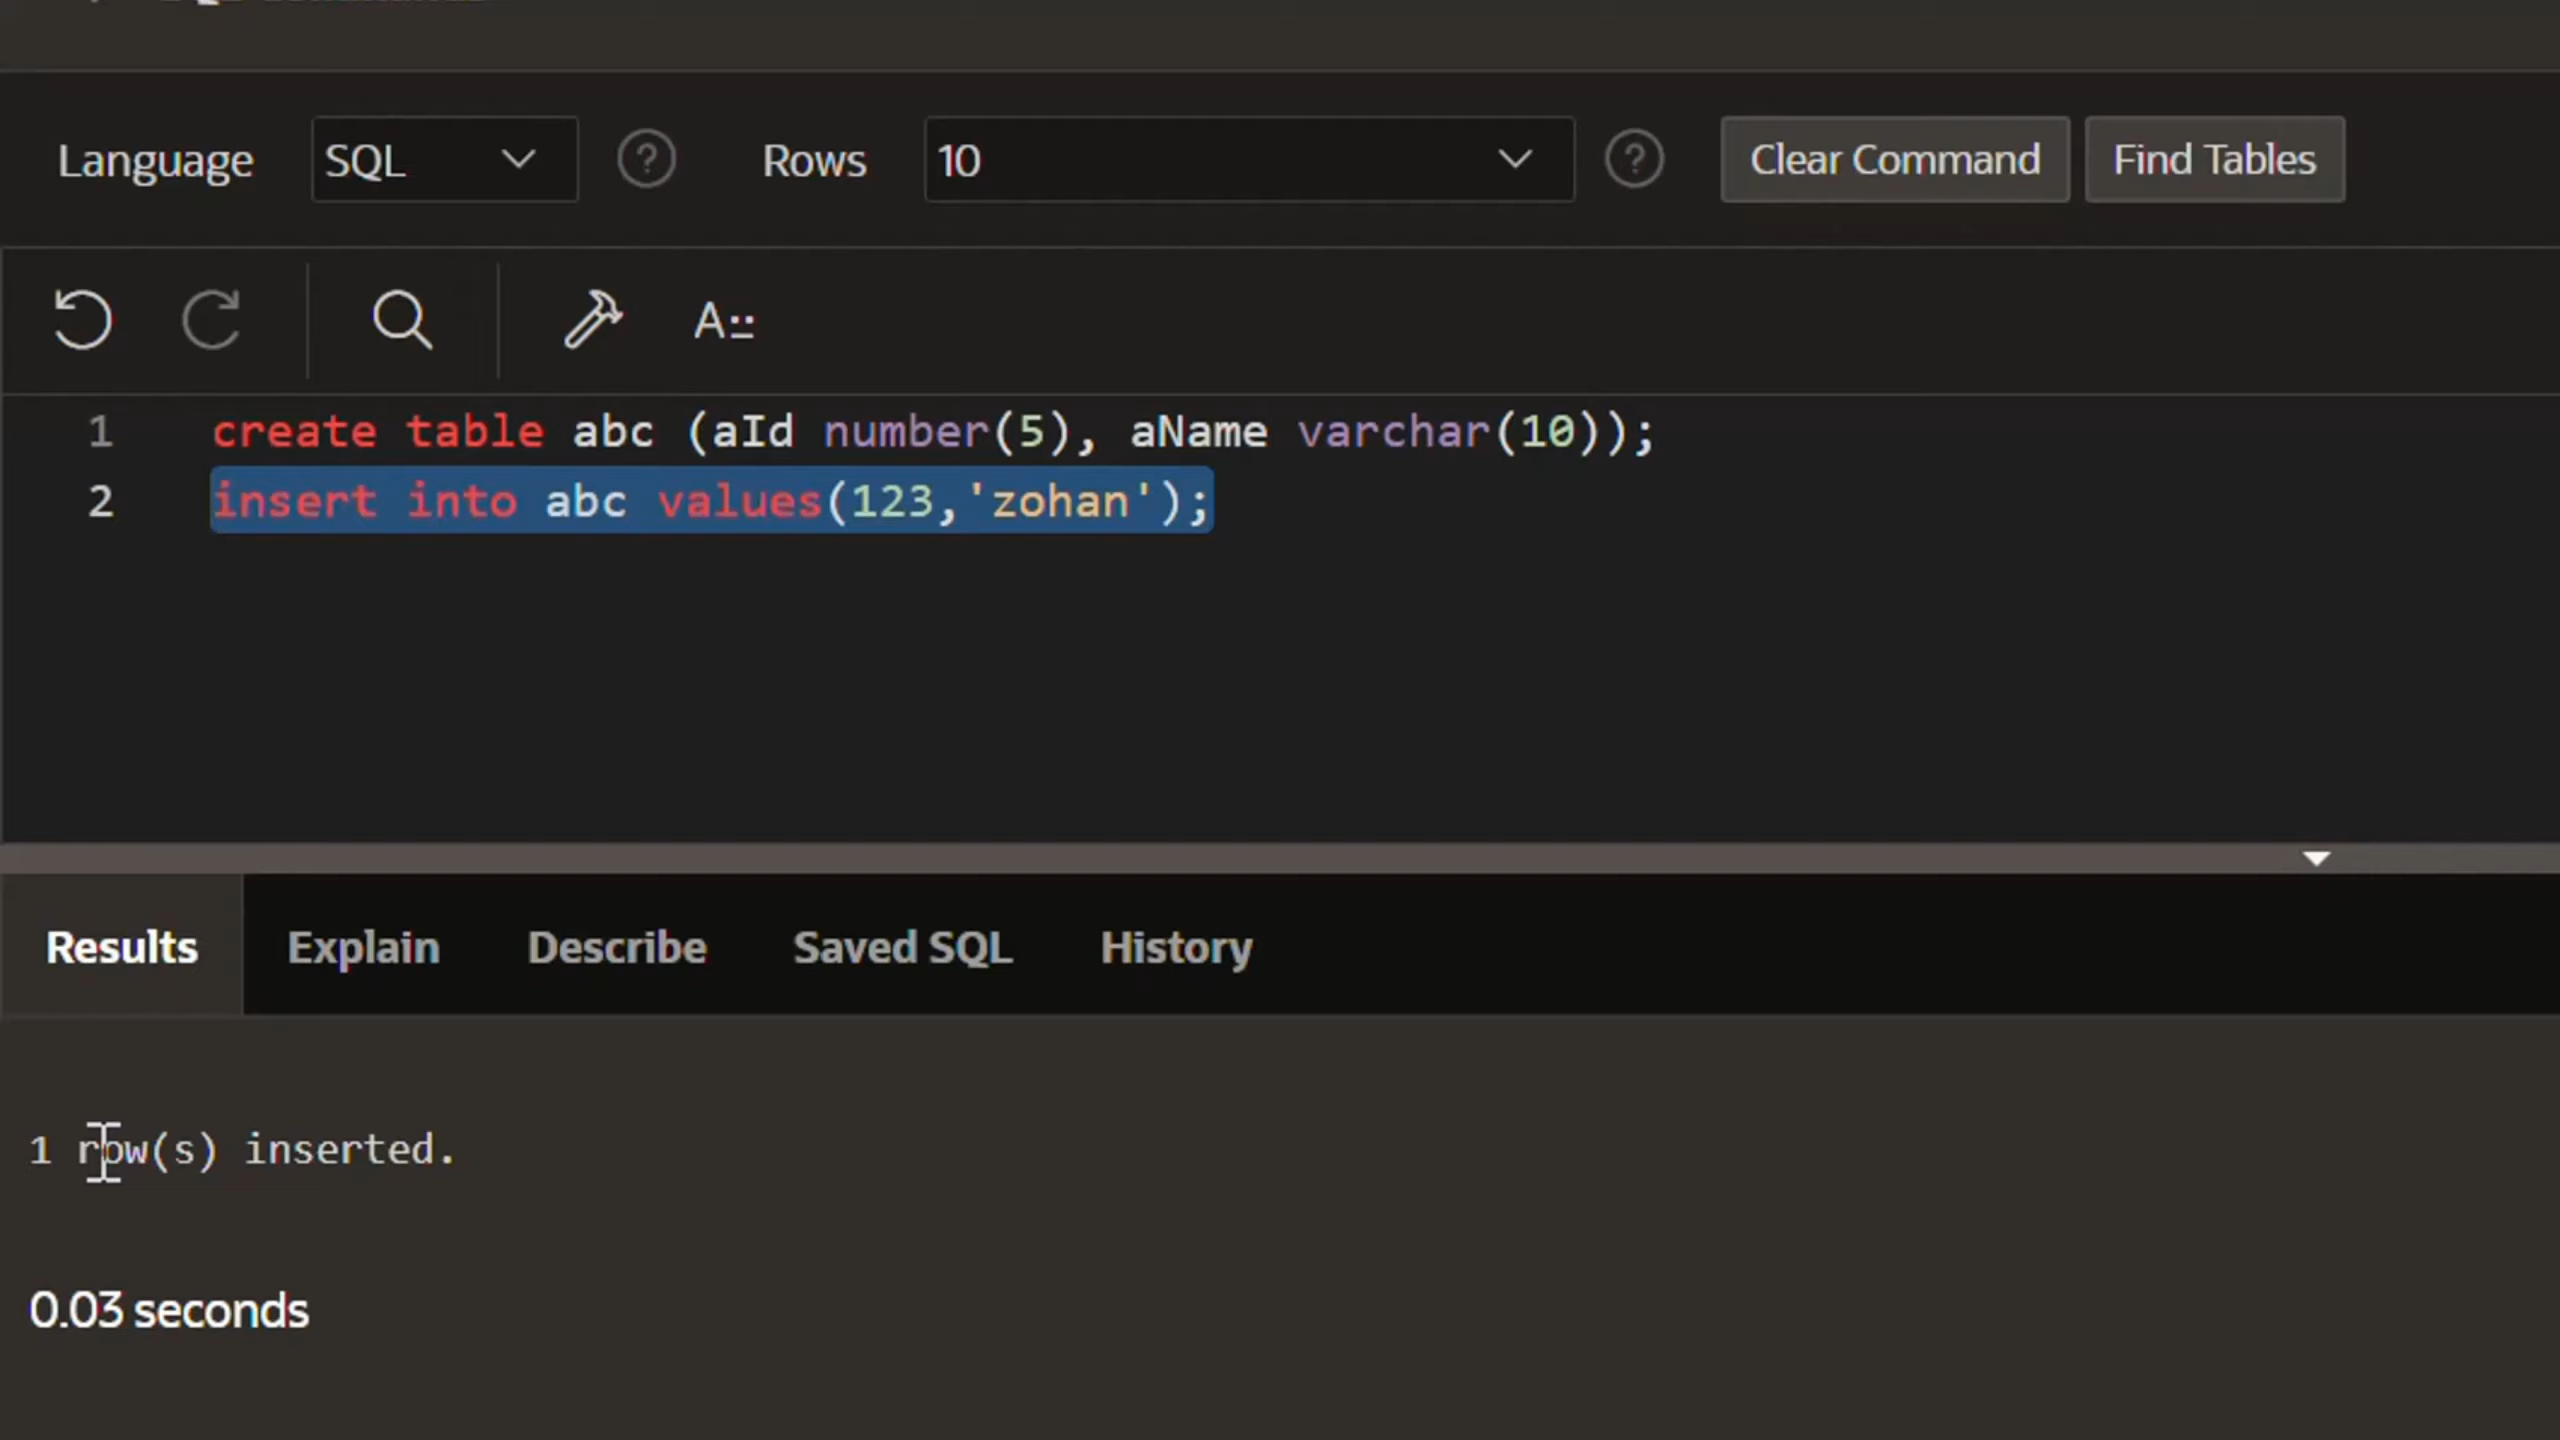 Language SQL Rows 10 Clear Command Find Tables
A
1 create table abc (aId number(5), aName varchar(10));
2 insert into abc values(123,'zohan');
Results Explain Describe Saved SQL History
1 row(s) inserted.
0.03 seconds